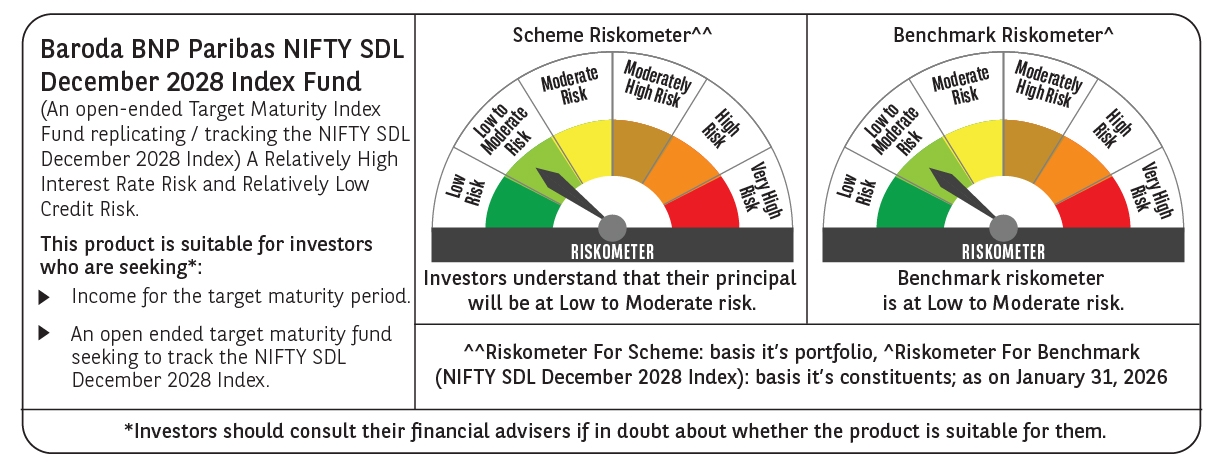 Baroda BNP Paribas NIFTY SDL
December 2028 Index Fund
(An open-ended Target Maturity Index
Fund replicating / tracking the NIFTY SDL
December 2028 Index) A Relatively High
Interest Rate Risk and Relatively Low
Credit Risk.
This product is suitable for investors
who are seeking*:
Income for the target maturity period.
An open ended target maturity fund
seeking to track the NIFTY SDL
December 2028 Index.
Scheme Riskometer^^
Low
Risk
Low to
Moderate
Risk
Moderate
Risk
Moderately
High Risk
High
Risk
Very High
Risk
RISKOMETER
Investors understand that their principal
will be at Low to Moderate risk.
Benchmark Riskometer^
Low
Risk
Low to
Moderate
Risk
Moderate
Risk
Moderately
High Risk
High
Risk
Very High
Risk
RISKOMETER
Benchmark riskometer
is at Low to Moderate risk.
^^Riskometer For Scheme: basis it's portfolio, ^Riskometer For Benchmark
(NIFTY SDL December 2028 Index): basis it's constituents; as on January 31, 2026
*Investors should consult their financial advisers if in doubt about whether the product is suitable for them.